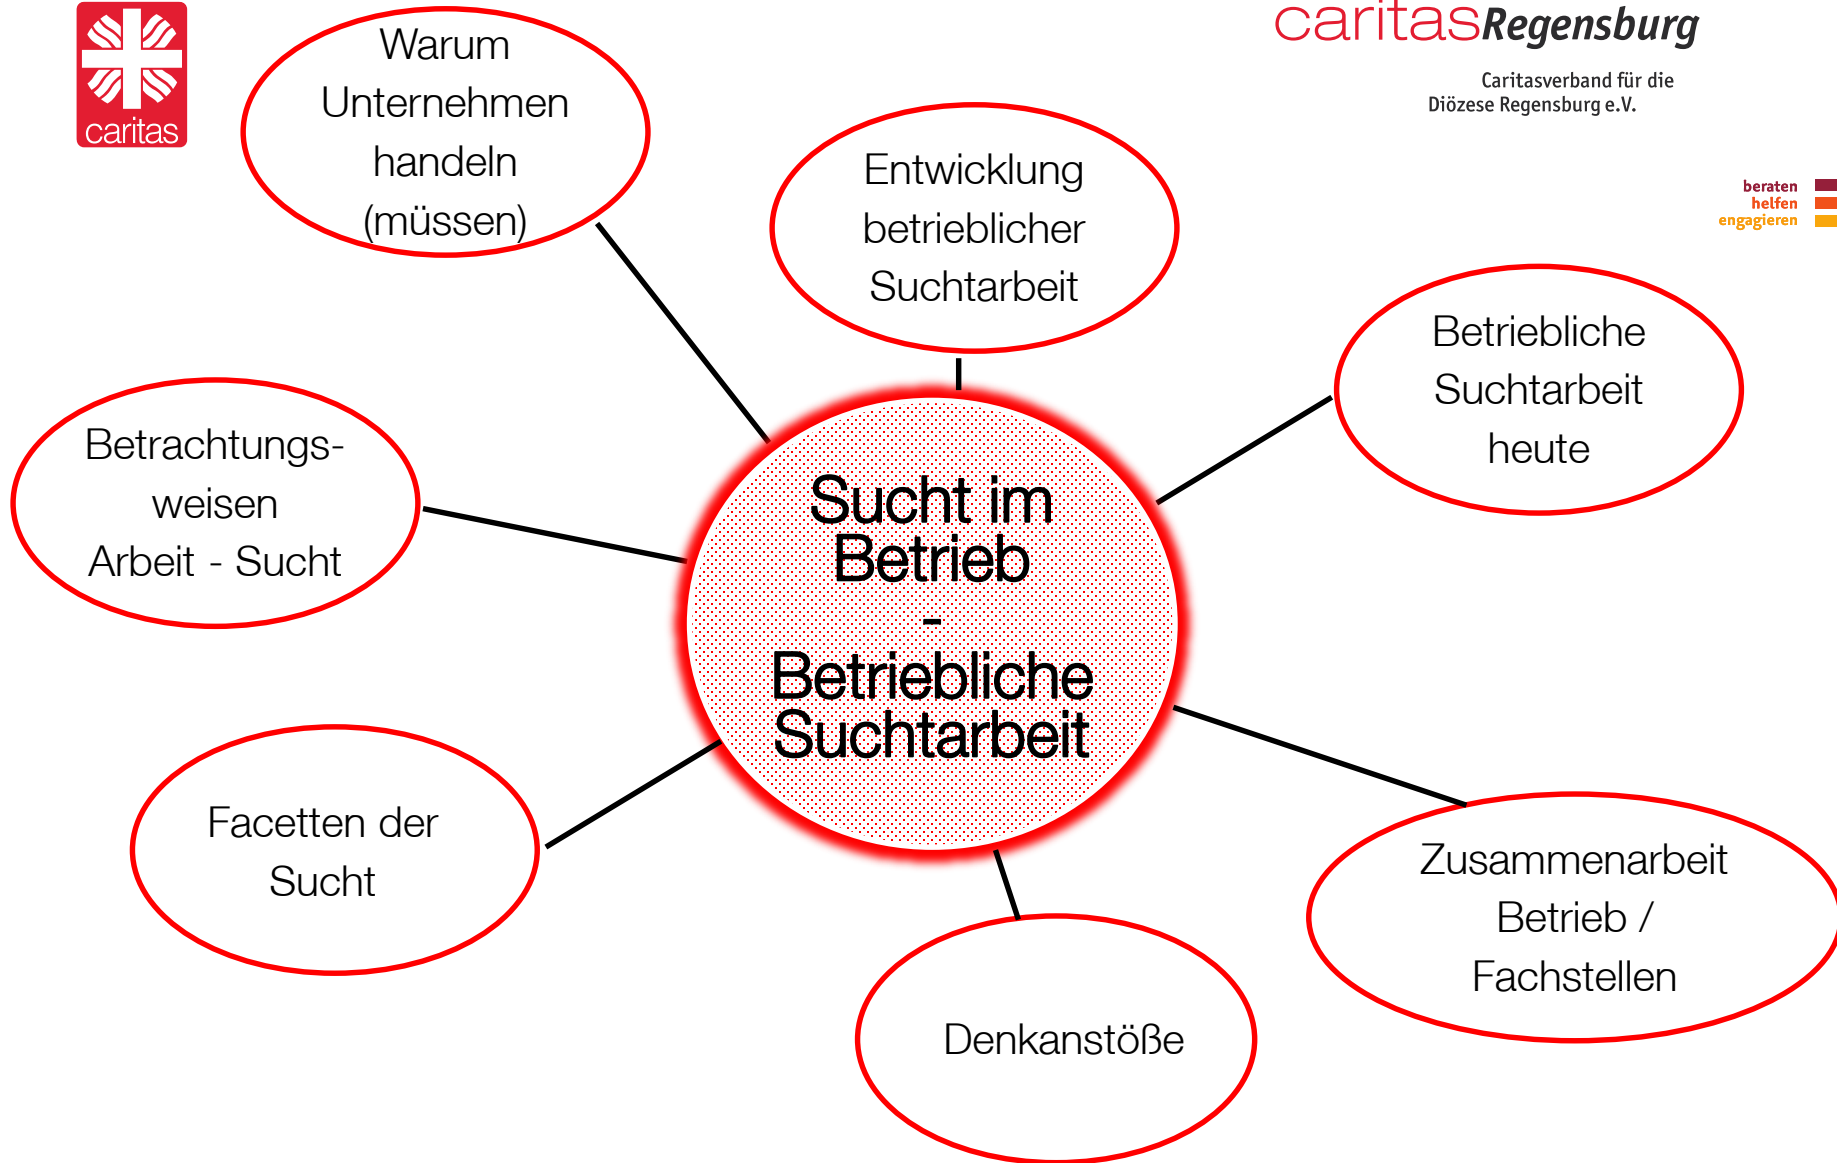 caritas
caritasRegensburg
Caritasverband für die
Diözese Regensburg e.V.
beraten
helfen
engagieren
Warum
Unternehmen
handeln
(müssen)
Entwicklung
betrieblicher
Suchtarbeit
Betriebliche
Suchtarbeit
heute
Betrachtungs-
weisen
Arbeit - Sucht
Sucht im
Betrieb
-
Betriebliche
Suchtarbeit
Facetten der
Sucht
Zusammenarbeit
Betrieb /
Fachstellen
Denkanstöße